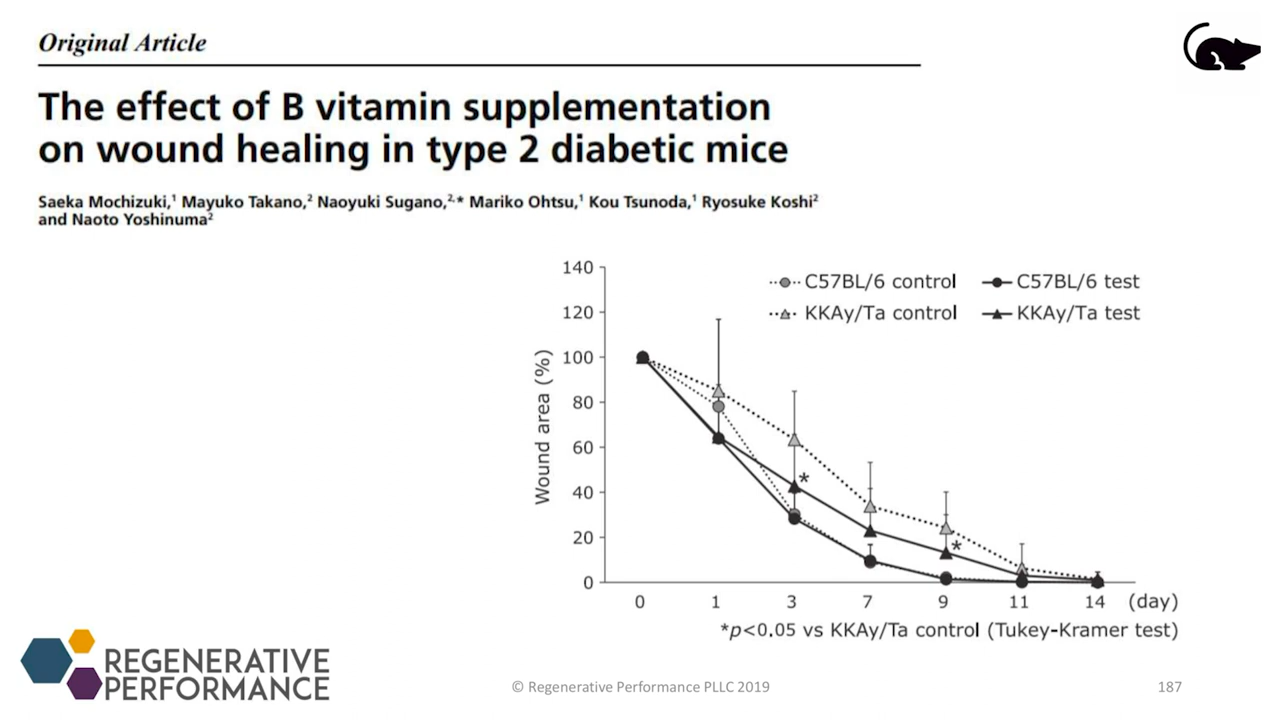 Original Article
The effect of B vitamin supplementation
on wound healing in type 2 diabetic mice
Saeka Mochizuki,¹ Mayuko Takano,² Naoyuki Sugano,²,* Mariko Ohtsu,¹ Kou Tsunoda,¹ Ryosuke Koshi²
and Naoto Yoshinuma²
C57BL/6 control
C57BL/6 test
KKAy/Ta control
KKAy/Ta test
Wound area (%)
140
120
100
80
60
40
20
0
*
*
0 1 3 7 9 11 14 (day)
*p<0.05 vs KKAy/Ta control (Tukey-Kramer test)
REGENERATIVE
PERFORMANCE
© Regenerative Performance PLLC 2019
187